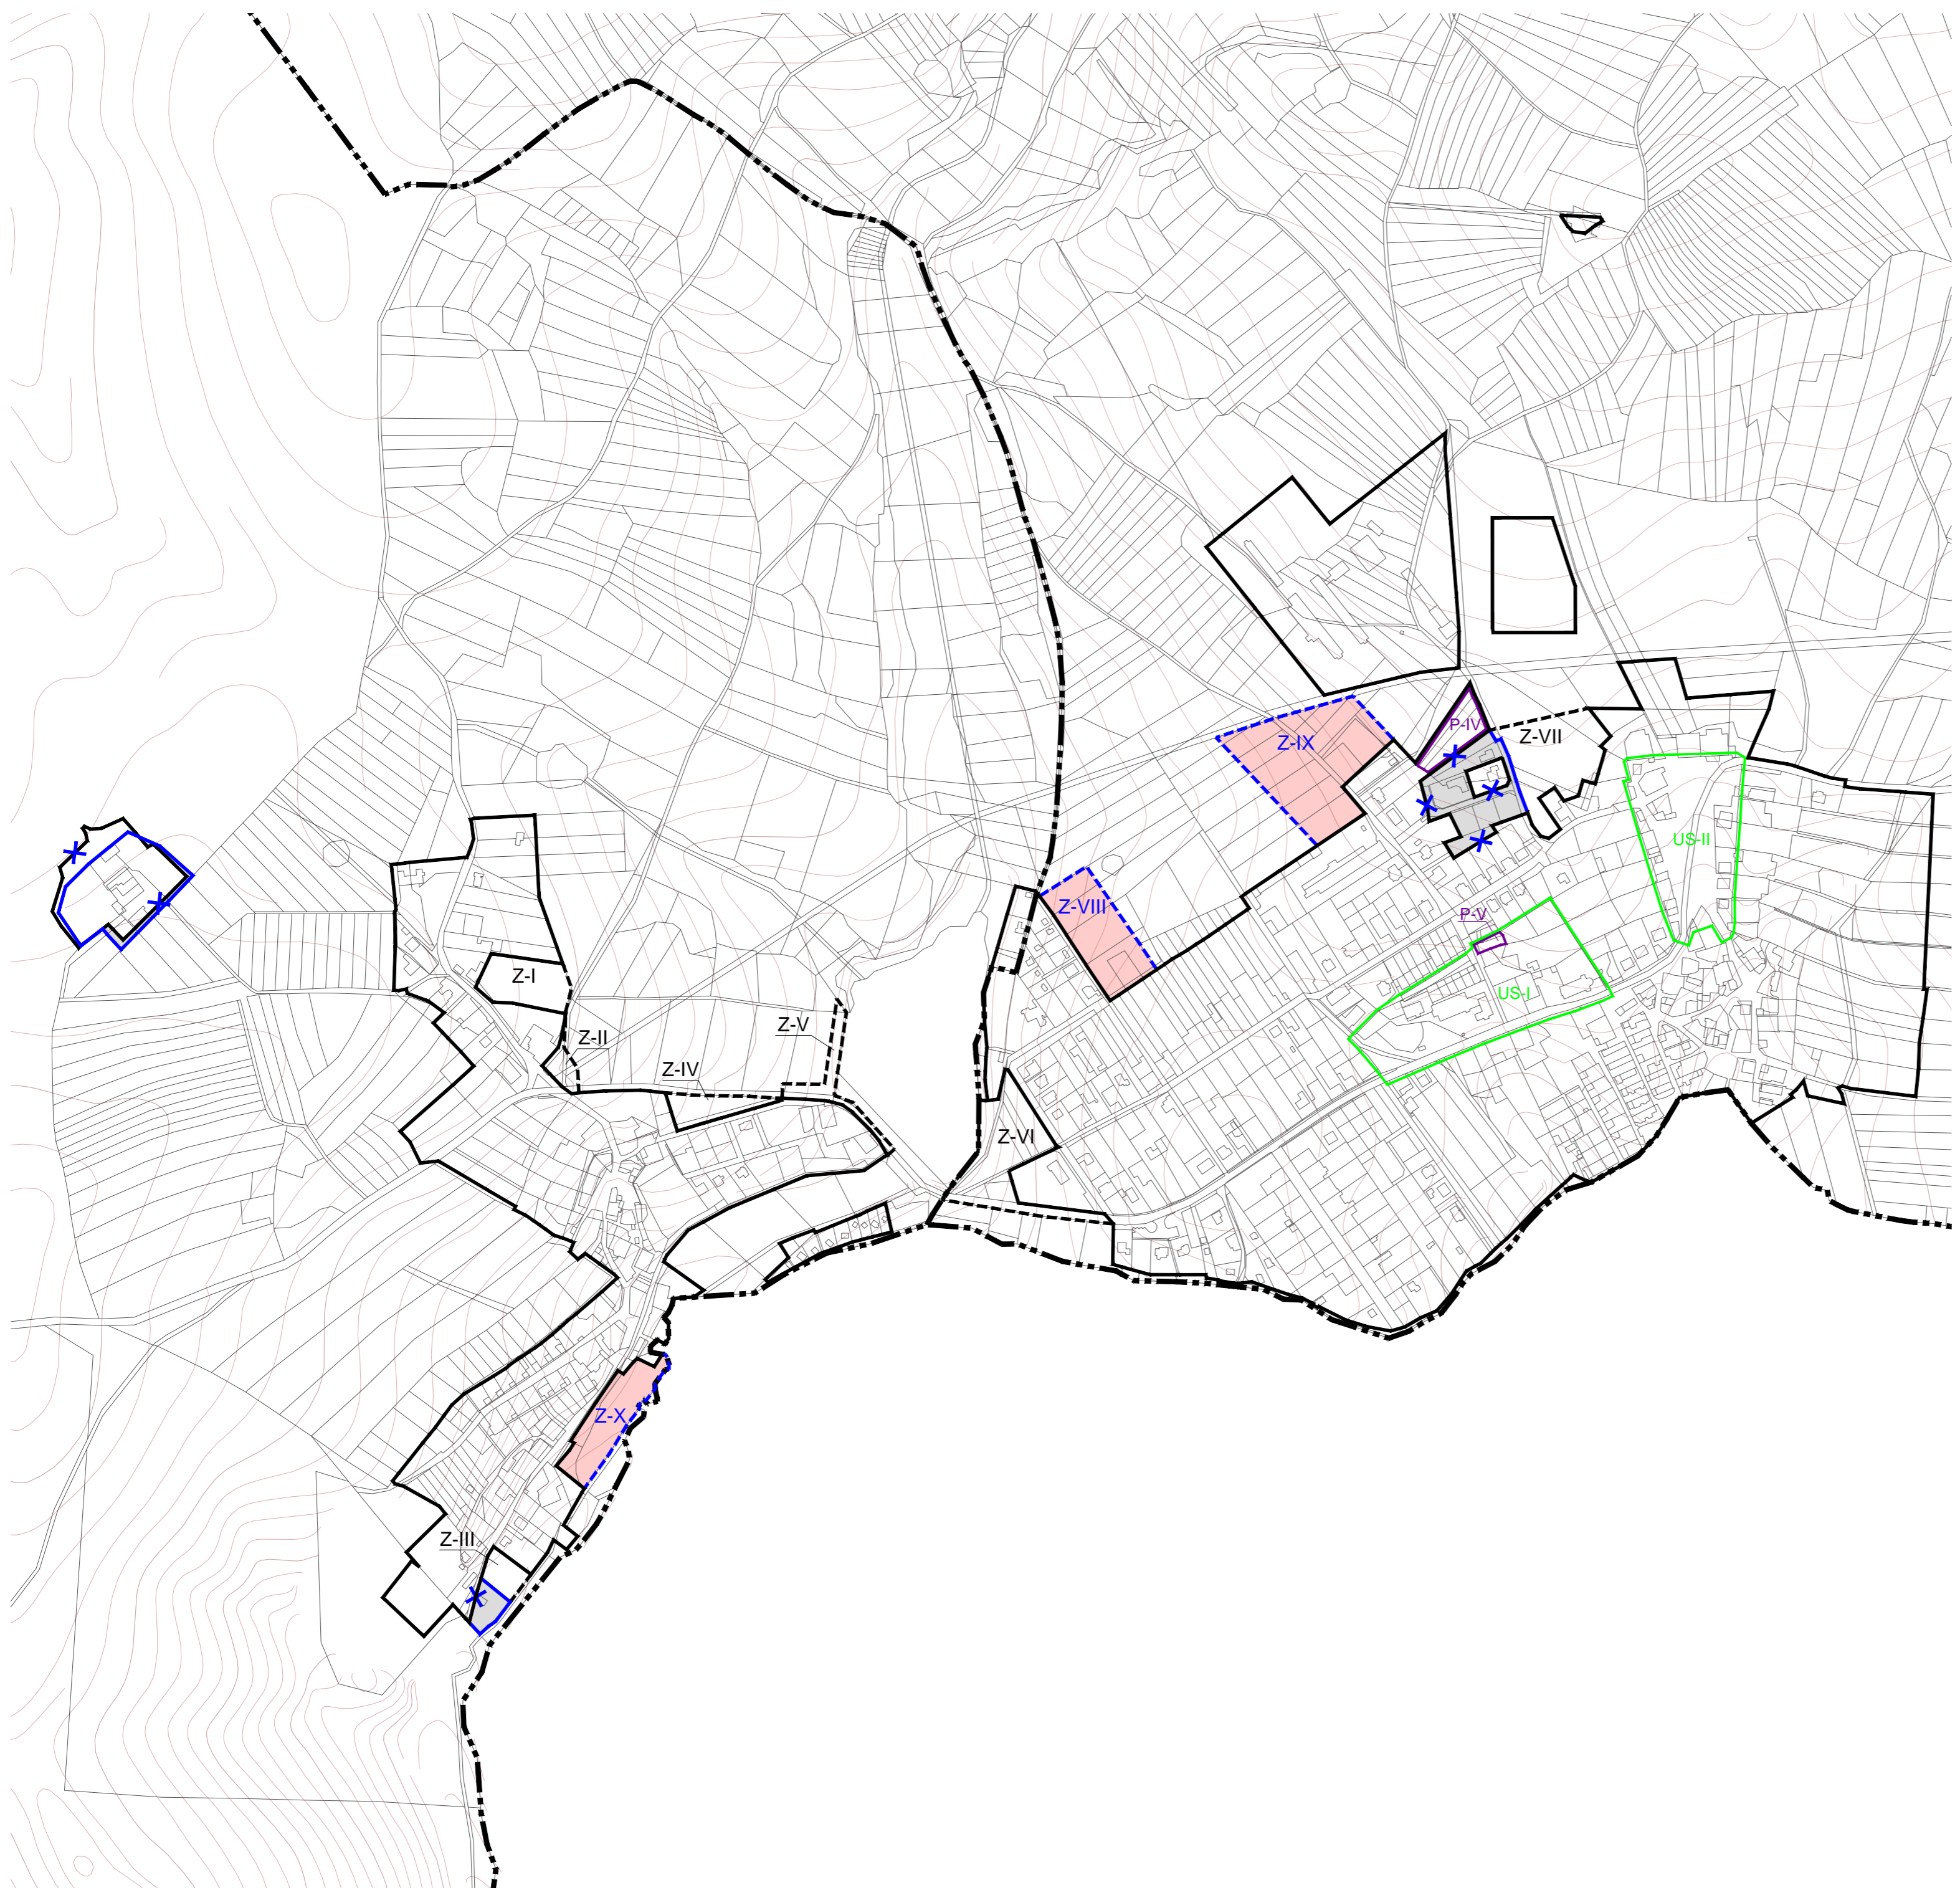 P-IV
Z-VII
Z-IX
US-II
Z-VIII
P-V
Z-I
US-I
Z-V
Z-II
Z-IV
Z-VI
Z-X
Z-III